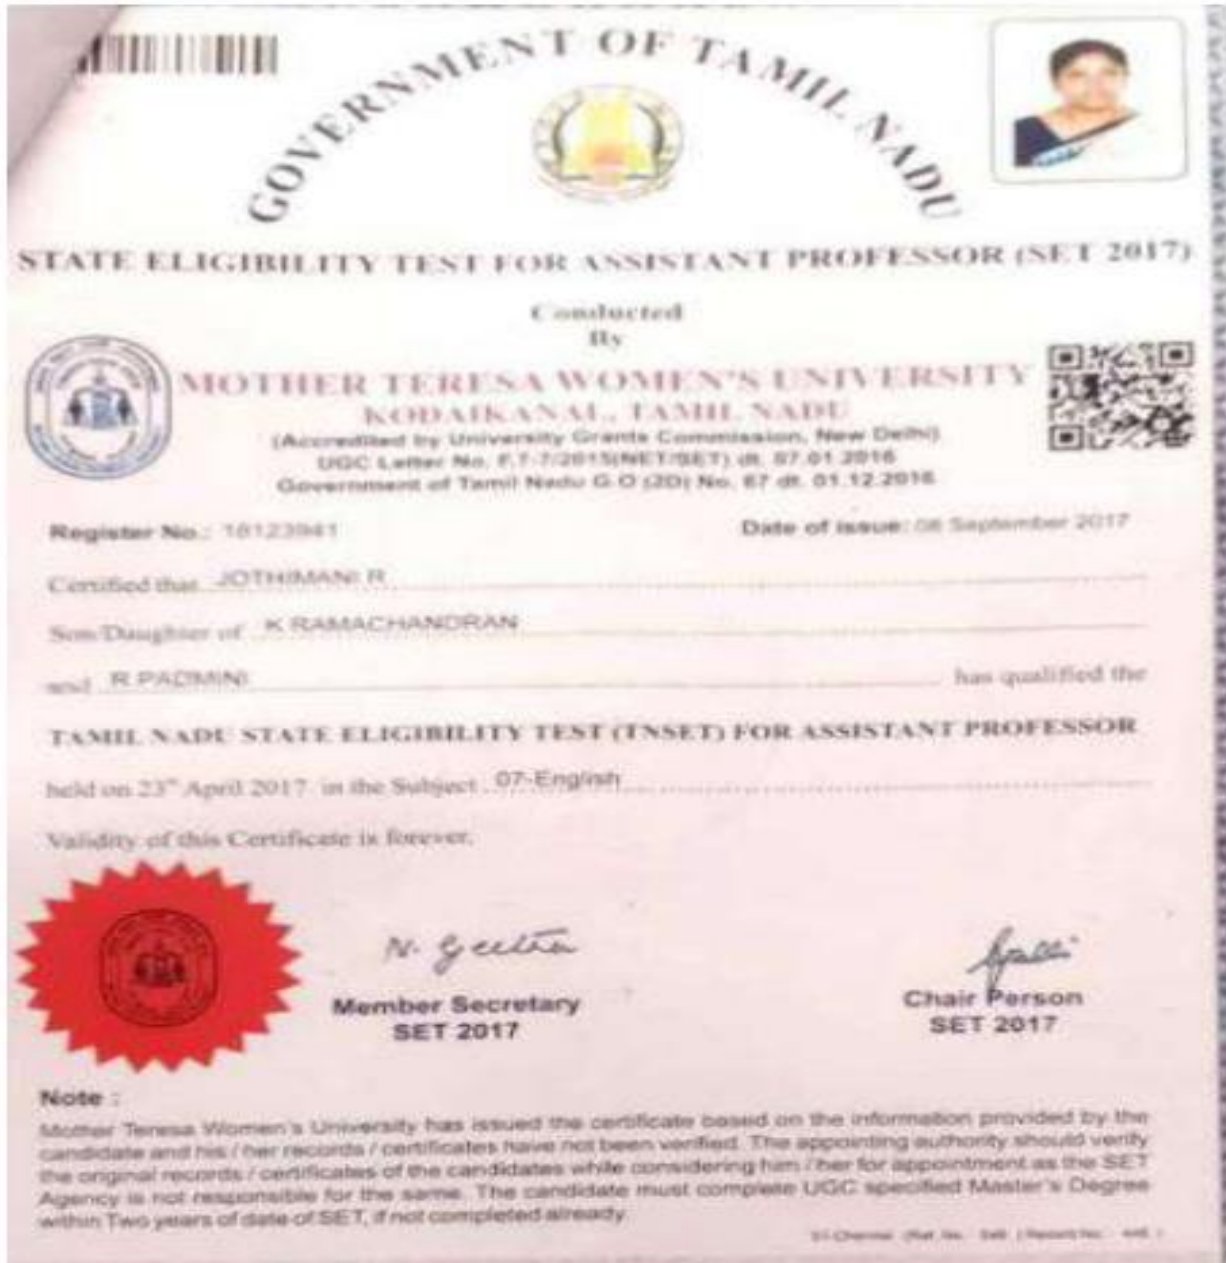 GOVERNMENT OF TAMIL NADU
STATE ELIGIBILITY TEST FOR ASSISTANT PROFESSOR (SET 2017)
Conducted
By
MOTHER TERESA WOMEN'S UNIVERSITY
KODAIKANAL, TAMIL NADU
(Accredited by University Grants Commission, New Delhi)
UGC Letter No. F.7-7/2015(NET/SET) dt. 07.01.2016
Government of Tamil Nadu G.O (2D) No. 67 dt. 01.12.2016
Register No.: 16123941 Date of issue: 08 September 2017
Certified that JOTHIMANI R
Son/Daughter of K RAMACHANDRAN
and R PADMINI has qualified the
TAMIL NADU STATE ELIGIBILITY TEST (TNSET) FOR ASSISTANT PROFESSOR
held on 23rd April 2017 in the Subject 07-English
Validity of this Certificate is forever.
N. Geetha
Member Secretary Chair Person
SET 2017 SET 2017
Note :
Mother Teresa Women's University has issued the certificate based on the information provided by the
candidate and his / her records / certificates have not been verified. The appointing authority should verify
the original records / certificates of the candidates while considering him / her for appointment as the SET
Agency is not responsible for the same. The candidate must complete UGC specified Master's Degree
within Two years of date of SET, if not completed already.